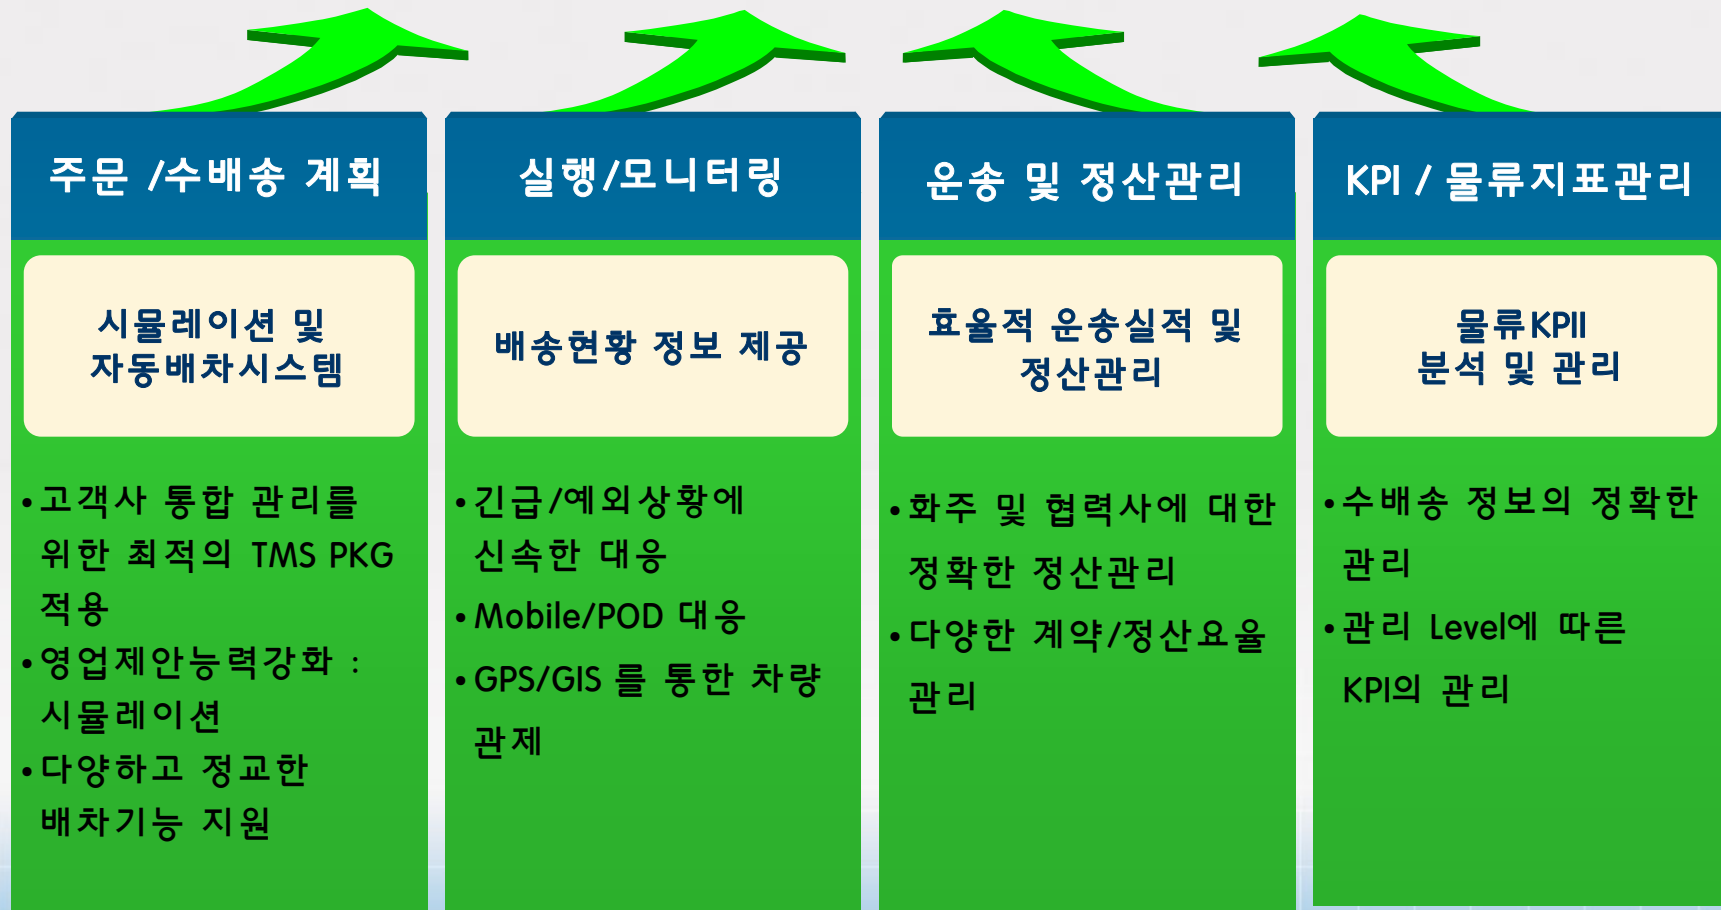 주문 /수배송 계획
시뮬레이션 및
자동배차시스템
• 고객사 통합 관리를
위한 최적의 TMS PKG
적용
• 영업제안능력강화 :
시뮬레이션
• 다양하고 정교한
배차기능 지원
실행/모니터링
배송현황 정보 제공
• 긴급/예외상황에
신속한 대응
• Mobile/POD 대응
• GPS/GIS 를 통한 차량
관제
운송 및 정산관리
효율적 운송실적 및
정산관리
• 화주 및 협력사에 대한
정확한 정산관리
• 다양한 계약/정산요율
관리
KPI / 물류지표관리
물류KPII
분석 및 관리
• 수배송 정보의 정확한
관리
• 관리 Level에 따른
KPI의 관리